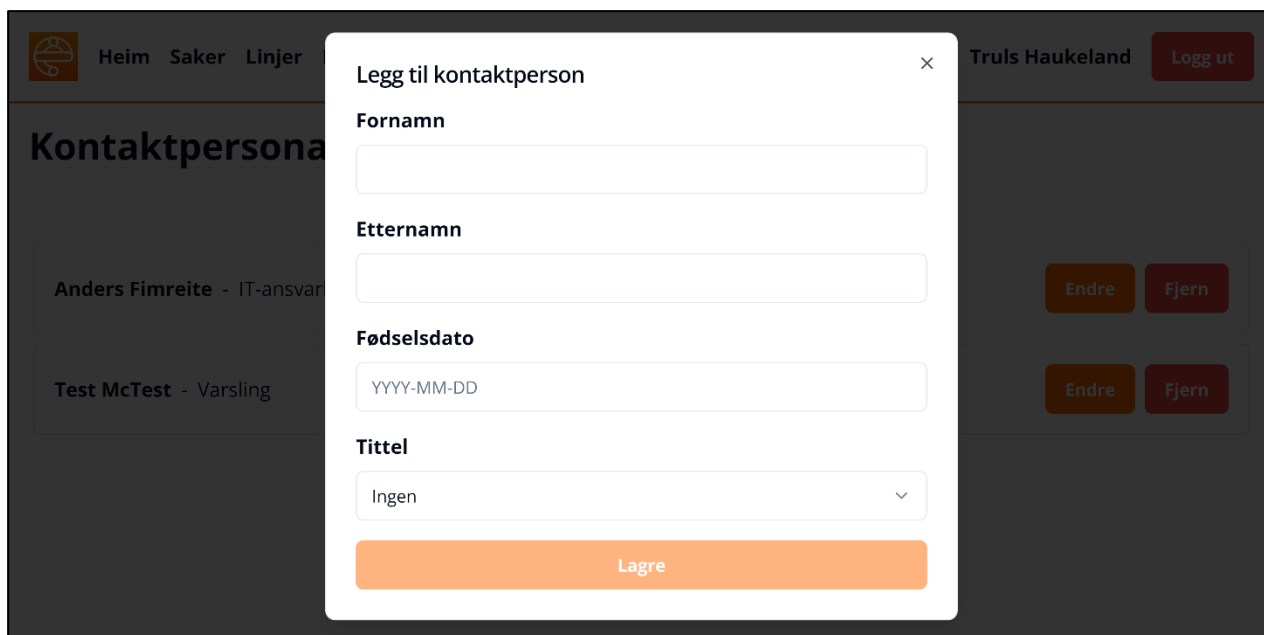 Heim Saker Linjer
Truls Haukeland
Logg ut
Kontaktpersona
Anders Fimreite - IT-ansvar
Endre
Fjern
Test McTest - Varsling
Endre
Fjern
Legg til kontaktperson
Fornamn
Etternamn
Fødselsdato
YYYY-MM-DD
Tittel
Ingen
Lagre